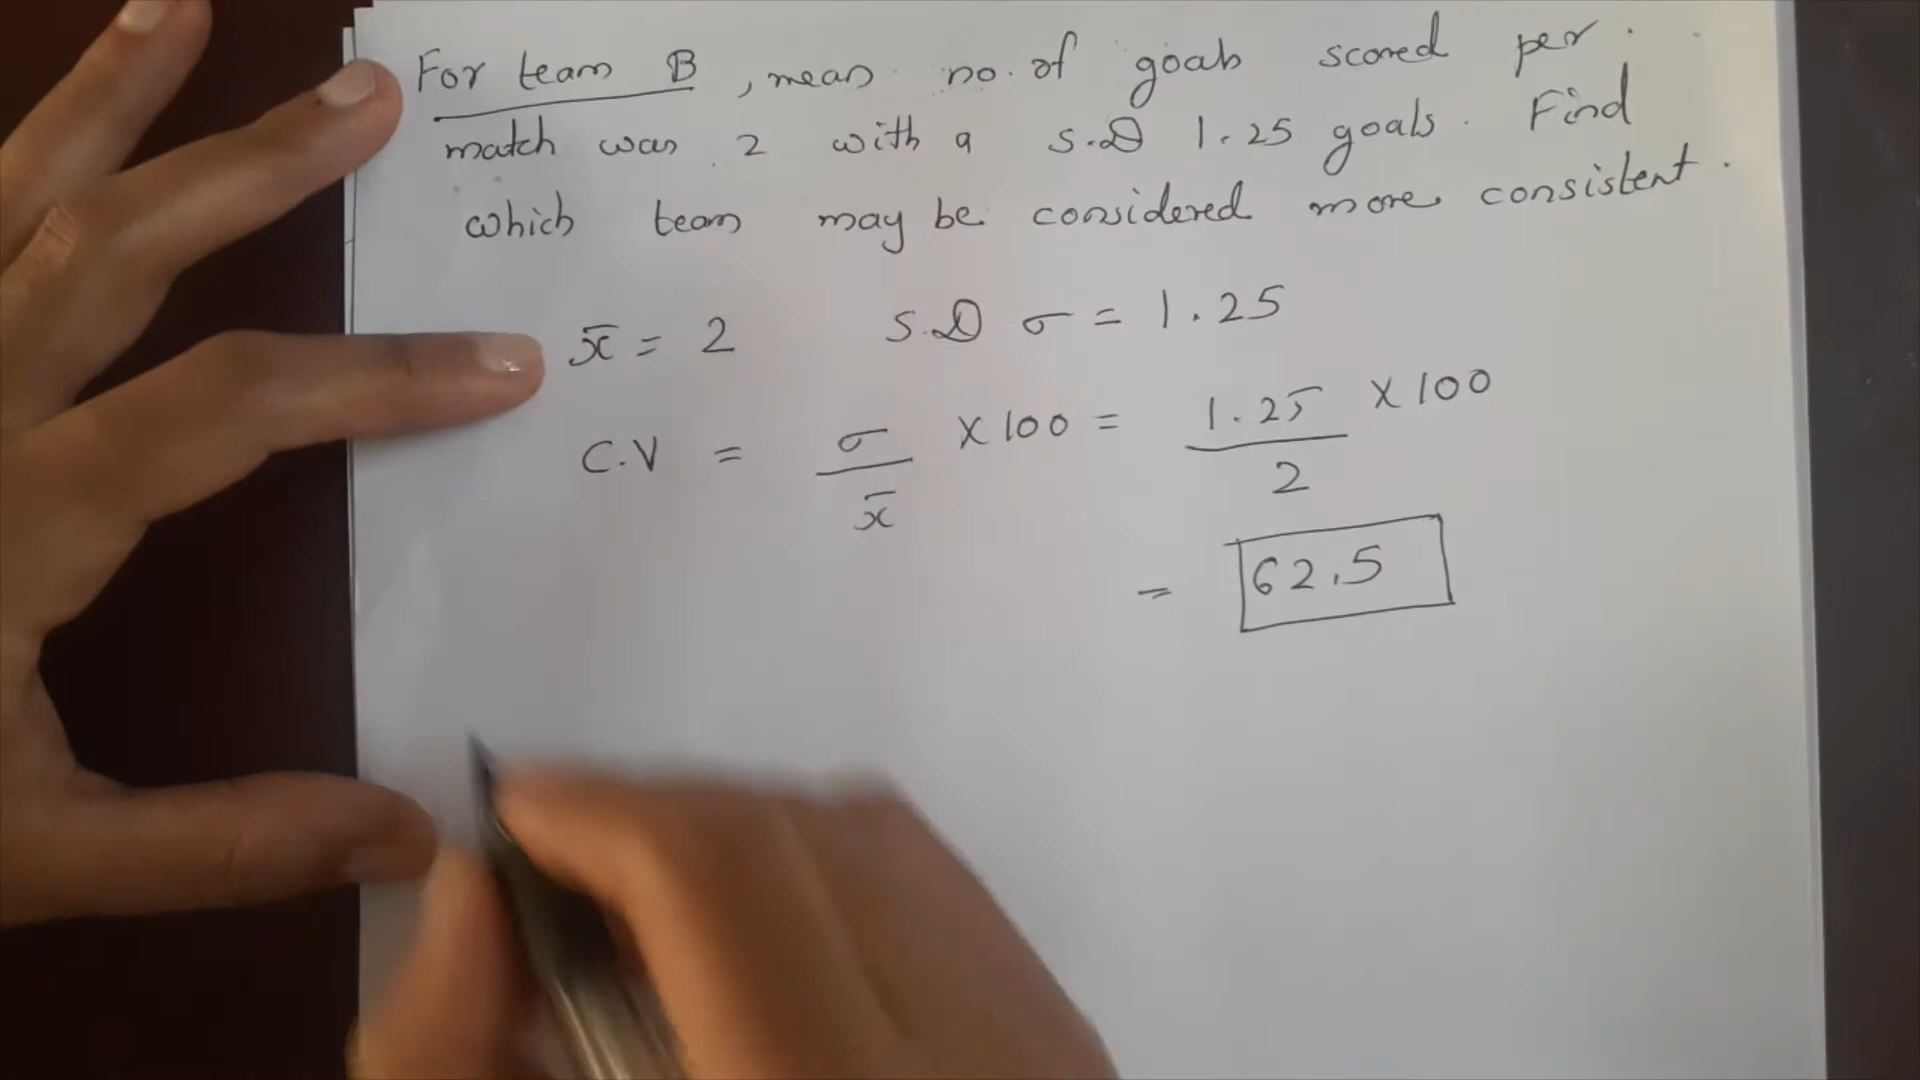 For team B, mean no. of goals scored per
match was 2 with a S.D 1.25 goals. Find
which team may be considered more consistent.
x̄ = 2 S.D σ = 1.25
C.V = σ/x̄ × 100 = 1.25/2 × 100
= 62.5